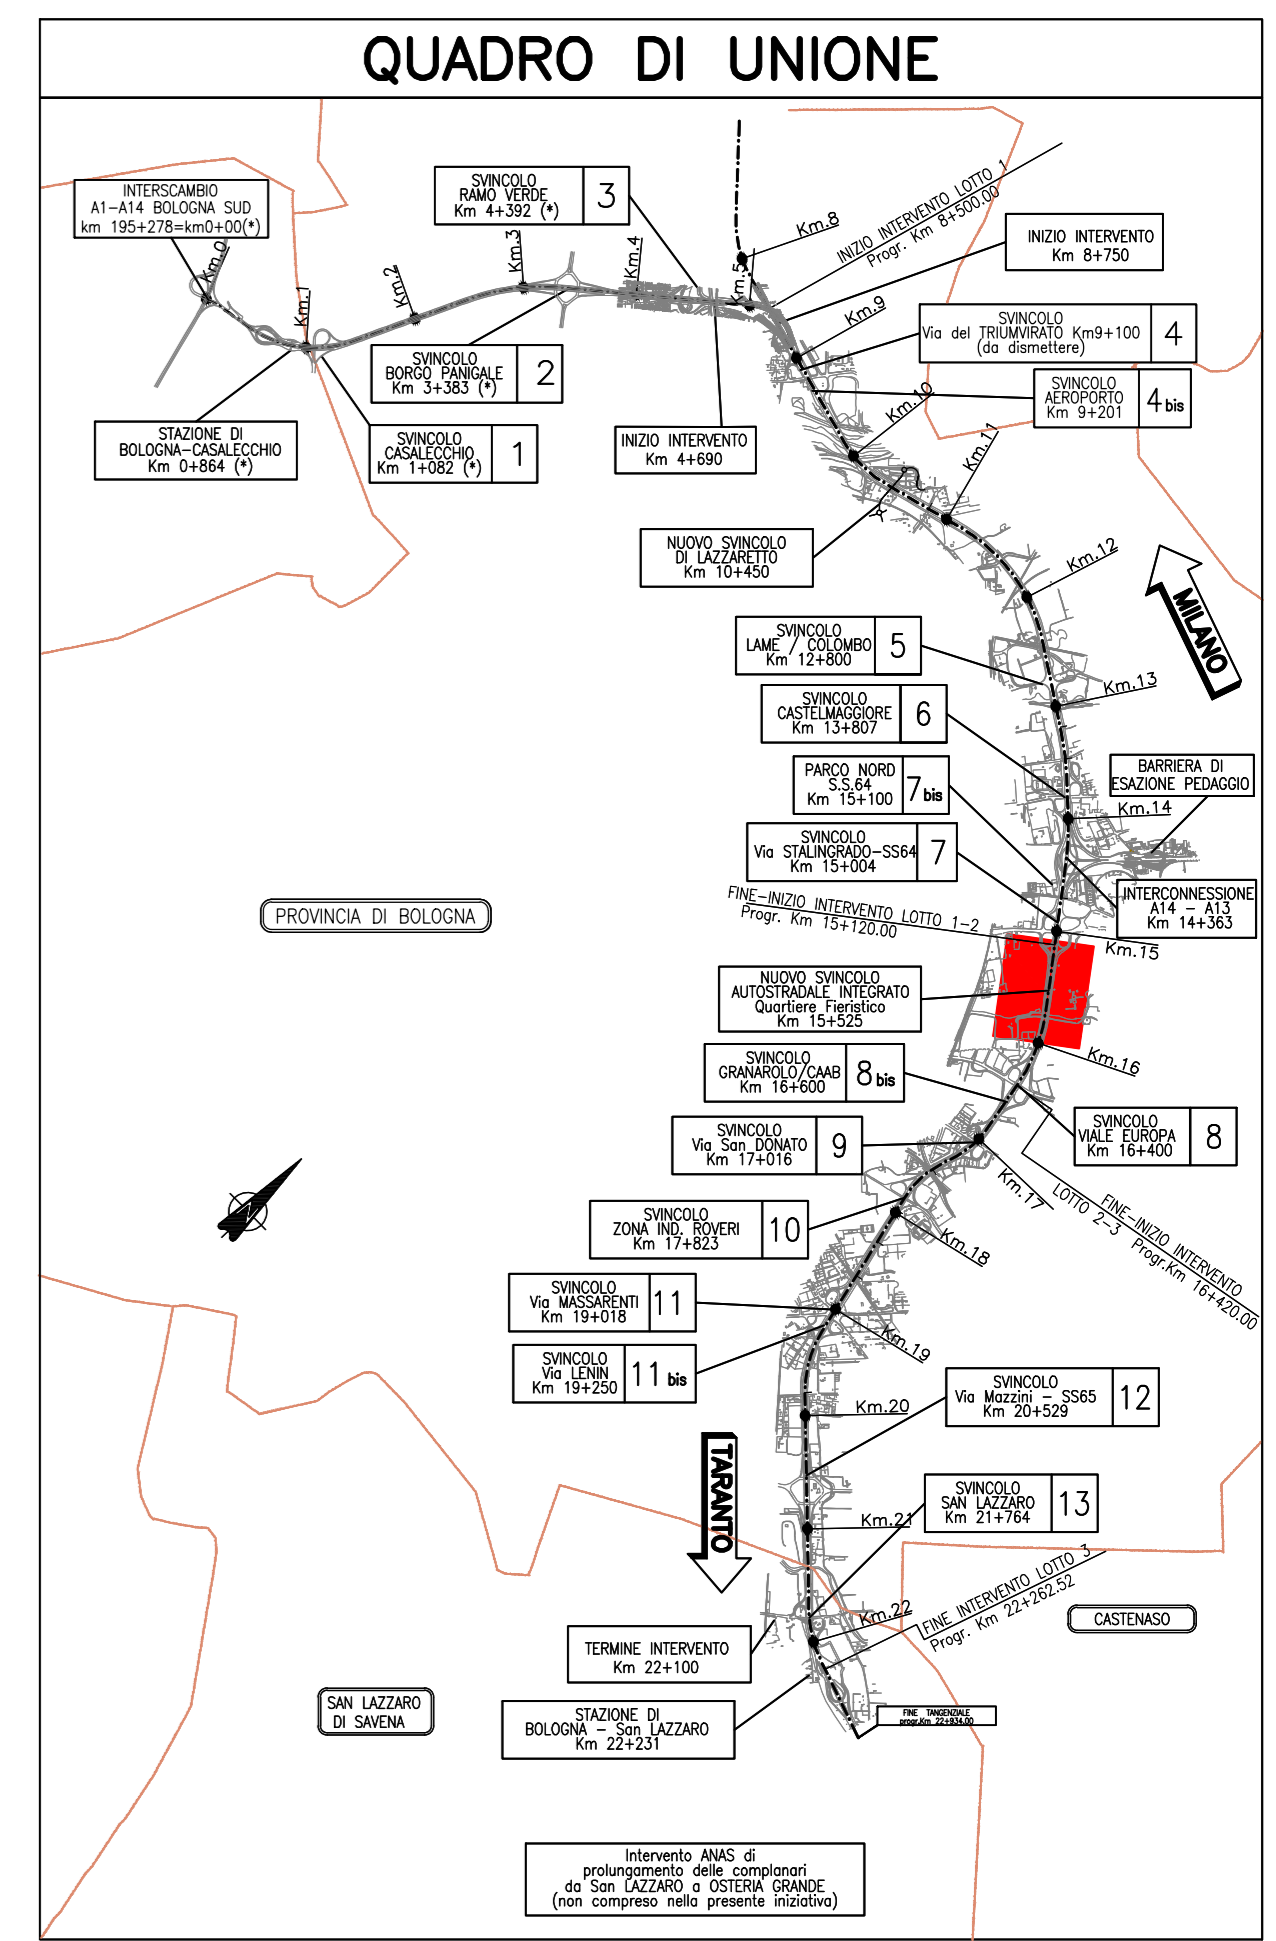 QUADRO DI UNIONE
INTERSCAMBIO
A1-A14 BOLOGNA SUD
km 195+278=km0+00(*)
SVINCOLO
RAMO VERDE
Km 4+392 (*)
3
Km.0
Km.1
Km.2
Km.3
Km.4
Km.5
Km.8
INIZIO INTERVENTO LOTTO 1
Progr. Km 8+500.00
INIZIO INTERVENTO
Km 8+750
Km.9
SVINCOLO
Via del TRIUMVIRATO Km9+100
(da dismettere)
4
SVINCOLO
BORGO PANIGALE
Km 3+383 (*)
2
SVINCOLO
AEROPORTO
Km 9+201
4 bis
Km.10
STAZIONE DI
BOLOGNA-CASALECCHIO
Km 0+864 (*)
SVINCOLO
CASALECCHIO
Km 1+082 (*)
1
INIZIO INTERVENTO
Km 4+690
Km.11
NUOVO SVINCOLO
DI LAZZARETTO
Km 10+450
Km.12
MILANO
SVINCOLO
LAME / COLOMBO
Km 12+800
5
Km.13
SVINCOLO
CASTELMAGGIORE
Km 13+807
6
PARCO NORD
S.S.64
Km 15+100
7 bis
BARRIERA DI
ESAZIONE PEDAGGIO
Km.14
SVINCOLO
Via STALINGRADO-SS64
Km 15+004
7
FINE-INIZIO INTERVENTO LOTTO 1-2
Progr. Km 15+120.00
INTERCONNESSIONE
A14 - A13
Km 14+363
PROVINCIA DI BOLOGNA
Km.15
NUOVO SVINCOLO
AUTOSTRADALE INTEGRATO
Quartiere Fieristico
Km 15+525
Km.16
SVINCOLO
GRANAROLO/CAAB
Km 16+600
8 bis
SVINCOLO
VIALE EUROPA
Km 16+400
8
SVINCOLO
Via San DONATO
Km 17+016
9
Km.17
FINE-INIZIO INTERVENTO
LOTTO 2-3 Progr.Km 16+420.00
N
SVINCOLO
ZONA IND. ROVERI
Km 17+823
10
Km.18
SVINCOLO
Via MASSARENTI
Km 19+018
11
Km.19
SVINCOLO
Via LENIN
Km 19+250
11 bis
SVINCOLO
Via Mazzini - SS65
Km 20+529
12
Km.20
TARANTO
SVINCOLO
SAN LAZZARO
Km 21+764
13
Km.21
FINE INTERVENTO LOTTO 3
Progr. Km 22+262.52
Km.22
CASTENASO
TERMINE INTERVENTO
Km 22+100
SAN LAZZARO
DI SAVENA
STAZIONE DI
BOLOGNA - San LAZZARO
Km 22+231
FINE TANGENZIALE
progr.Km 22+934.00
Intervento ANAS di
prolungamento delle complanari
da San LAZZARO a OSTERIA GRANDE
(non compreso nella presente iniziativa)